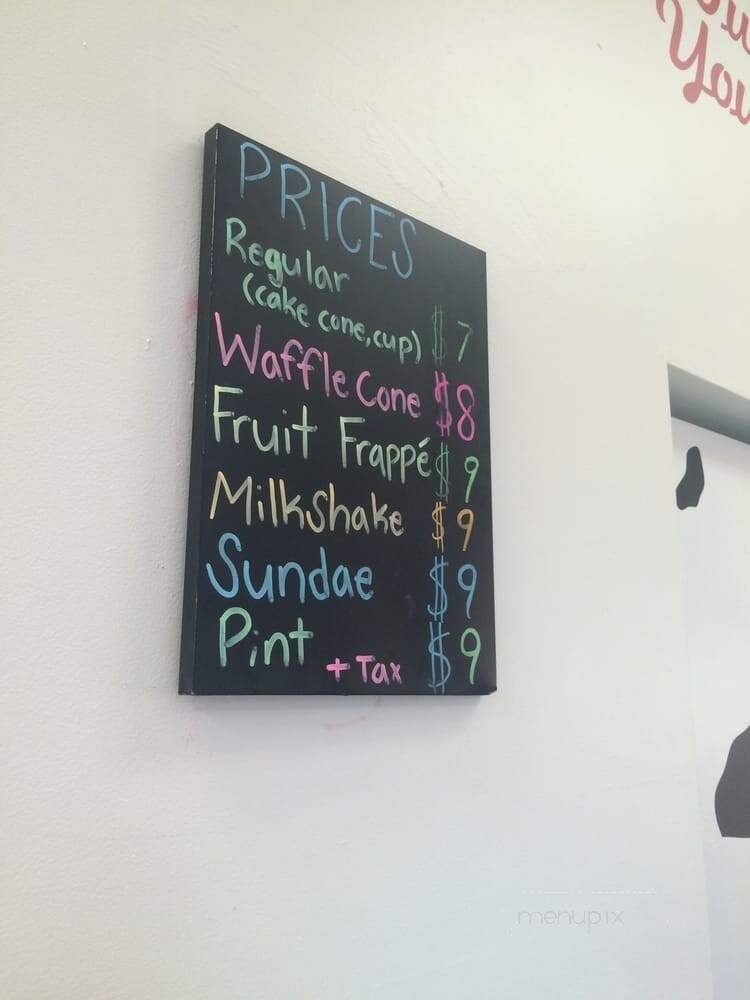 PRICES
Regular
(cake cone, cup) $7
Waffle Cone $8
Fruit Frappé $9
Milkshake $9
Sundae $9
Pint $9
+ Tax
menupix